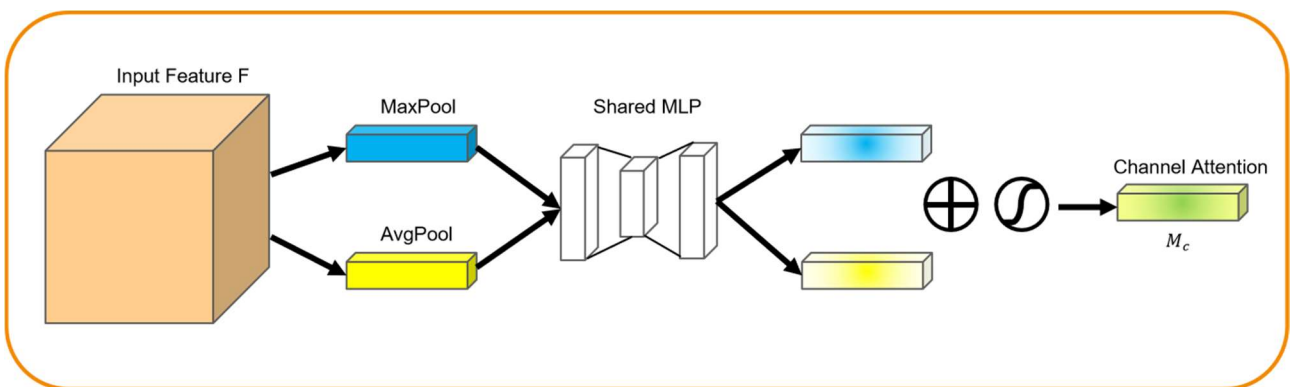 Input Feature F
MaxPool
Shared MLP
AvgPool
Channel Attention
M_c